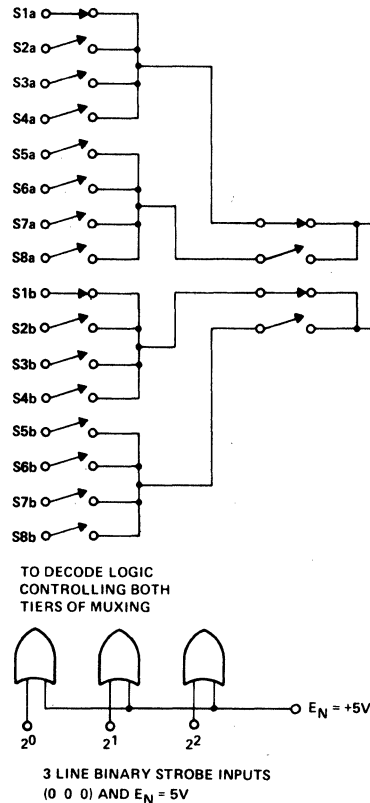 S1a
S2a
S3a
S4a
S5a
S6a
S7a
S8a
S1b
S2b
S3b
S4b
S5b
S6b
S7b
S8b
TO DECODE LOGIC
CONTROLLING BOTH
TIERS OF MUXING
E_N = +5V
2⁰ 2¹ 2²
3 LINE BINARY STROBE INPUTS
(0 0 0) AND E_N = 5V